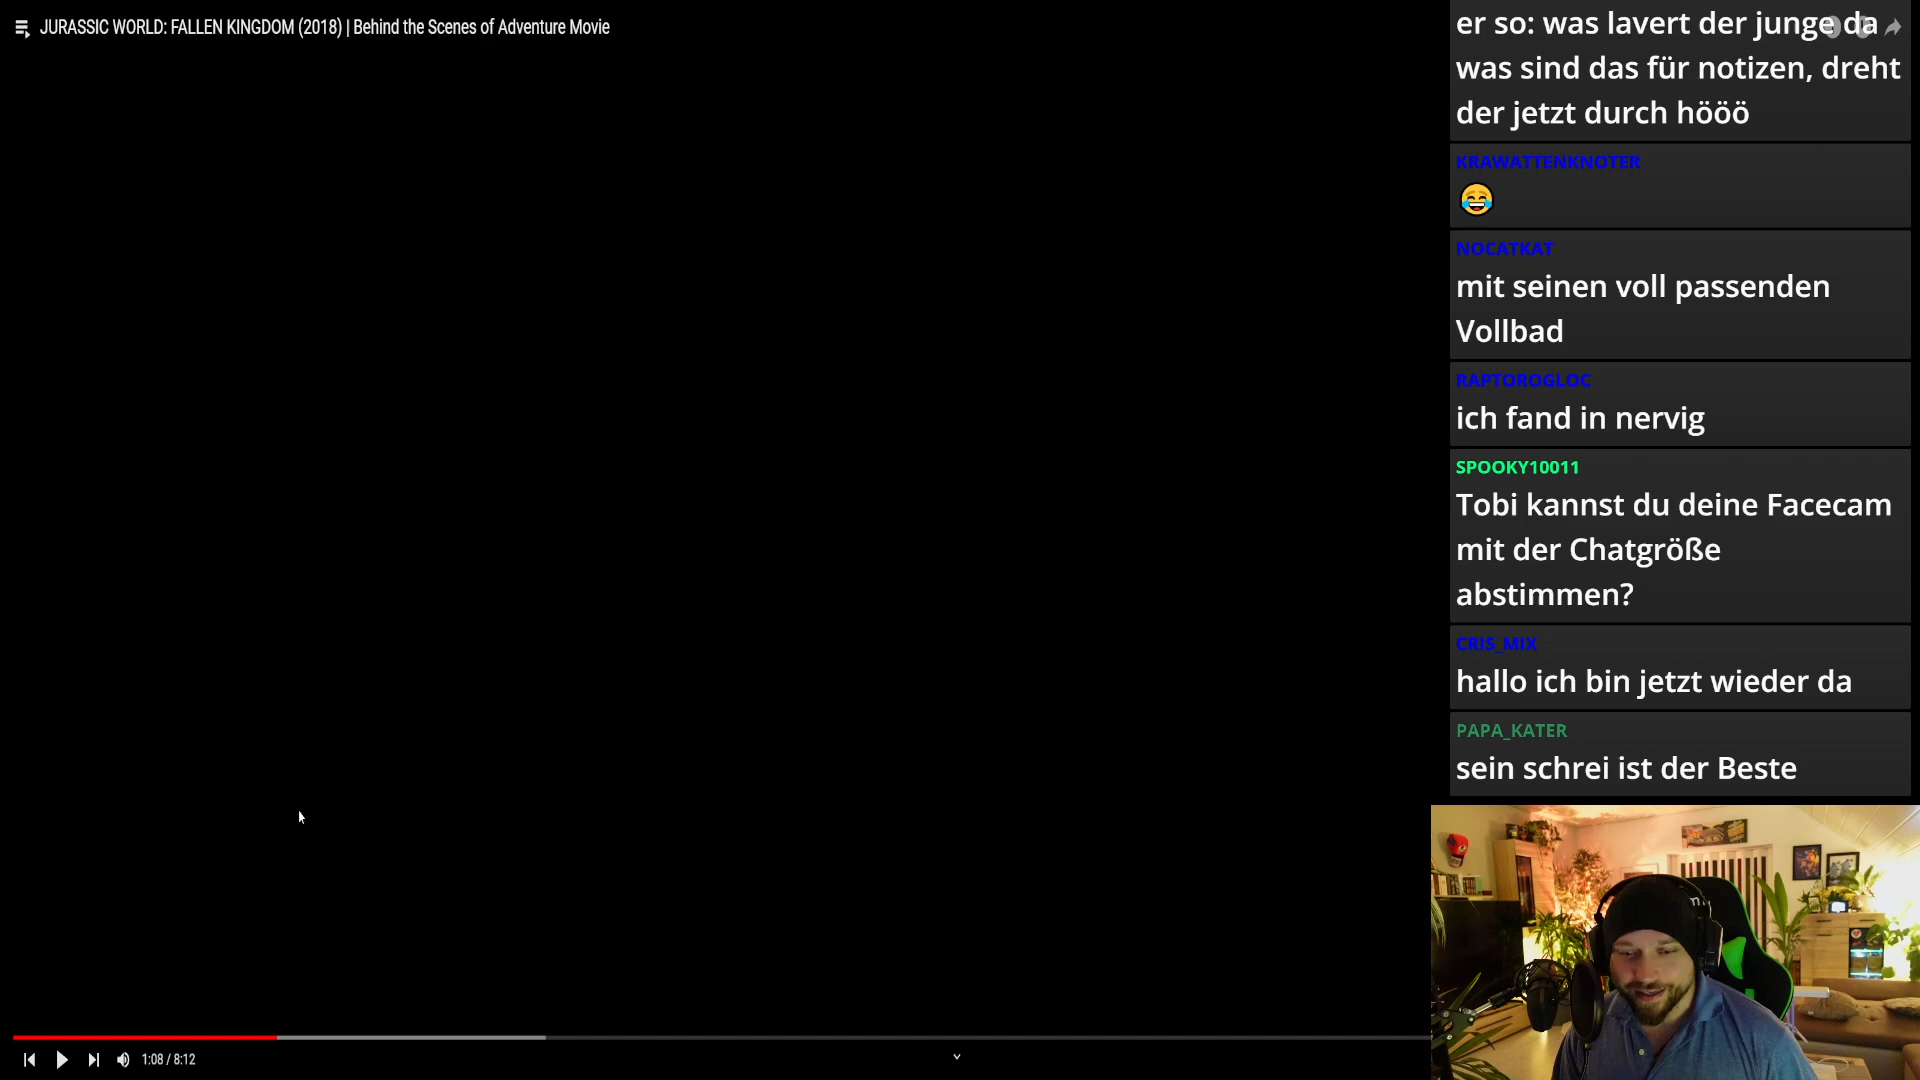 JURASSIC WORLD: FALLEN KINGDOM (2018) | Behind the Scenes of Adventure Movie
er so: was lavert der junge da
was sind das für notizen, dreht
der jetzt durch hööö
KRAWATTENKNOTER
😂
NOCATKAT
mit seinen voll passenden
Vollbad
RAPTOROGLOC
ich fand in nervig
SPOOKY10011
Tobi kannst du deine Facecam
mit der Chatgröße
abstimmen?
CRIS_MIX
hallo ich bin jetzt wieder da
PAPA_KATER
sein schrei ist der Beste
1:08 / 8:12